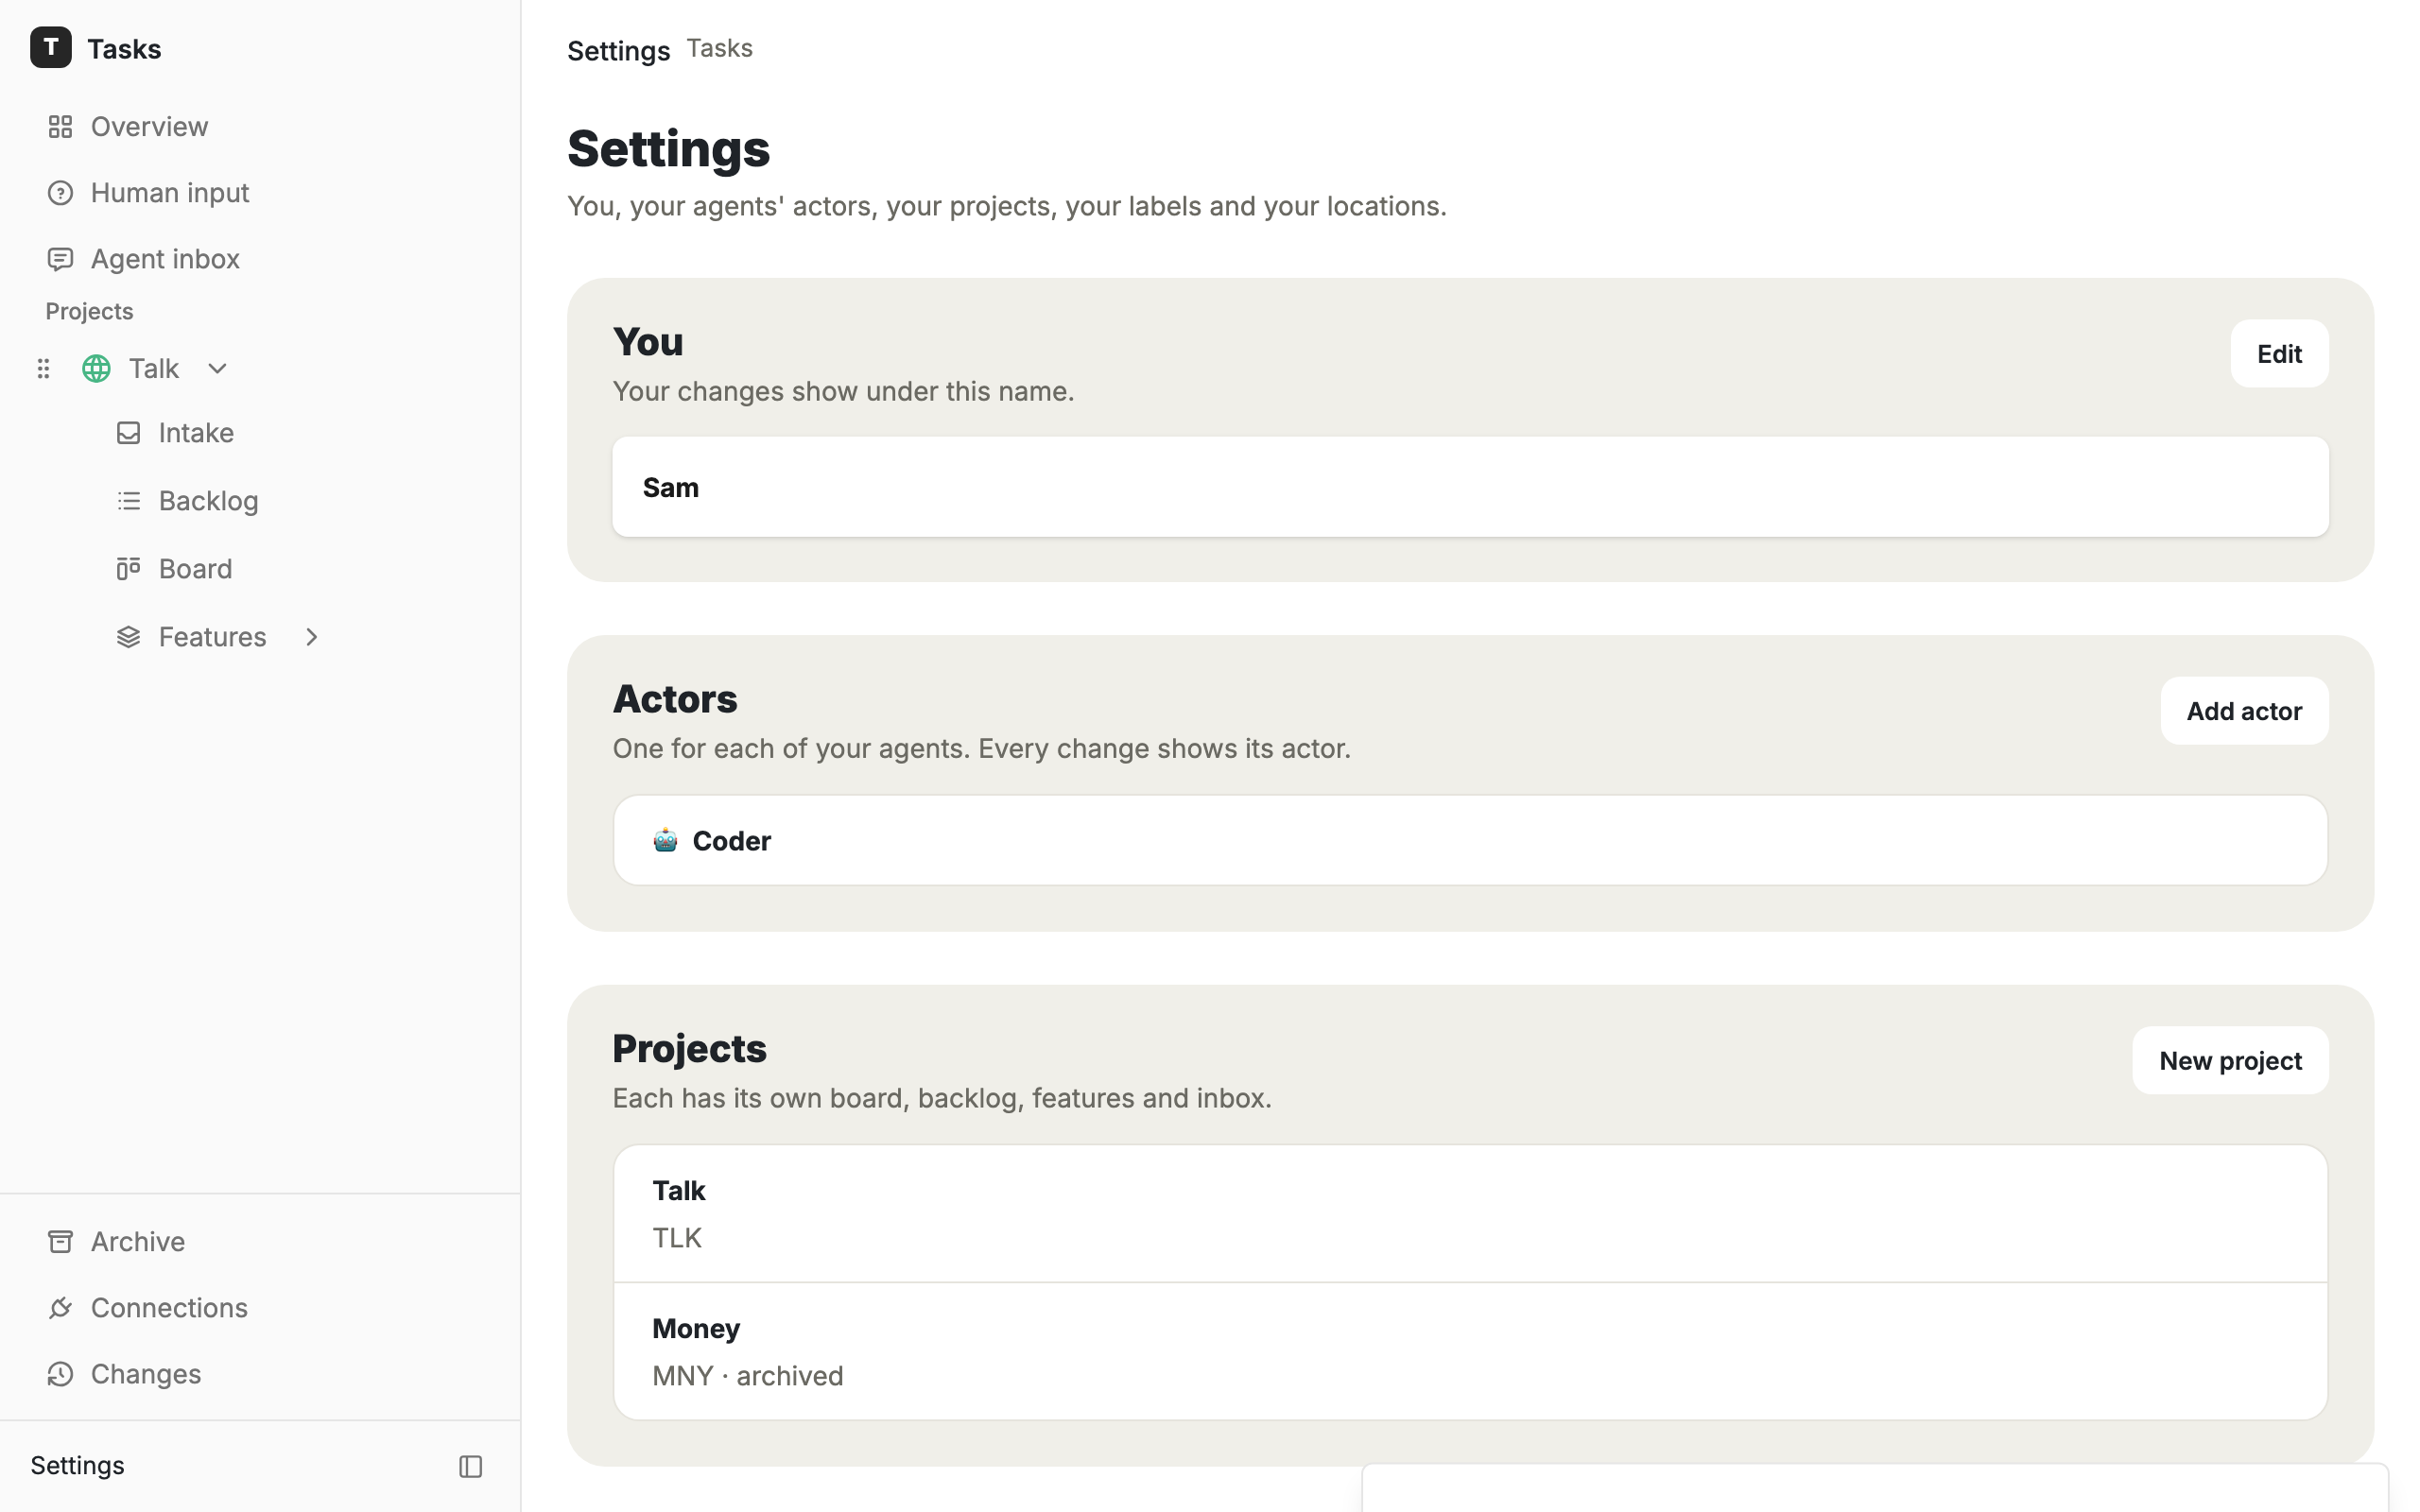 T Tasks
Overview
Human input
Agent inbox
Projects
Talk
Intake
Backlog
Board
Features
Archive
Connections
Changes
Settings
Settings Tasks
Settings
You, your agents' actors, your projects, your labels and your locations.
You
Edit
Your changes show under this name.
Sam
Actors
Add actor
One for each of your agents. Every change shows its actor.
Coder
Projects
New project
Each has its own board, backlog, features and inbox.
Talk
TLK
Money
MNY · archived